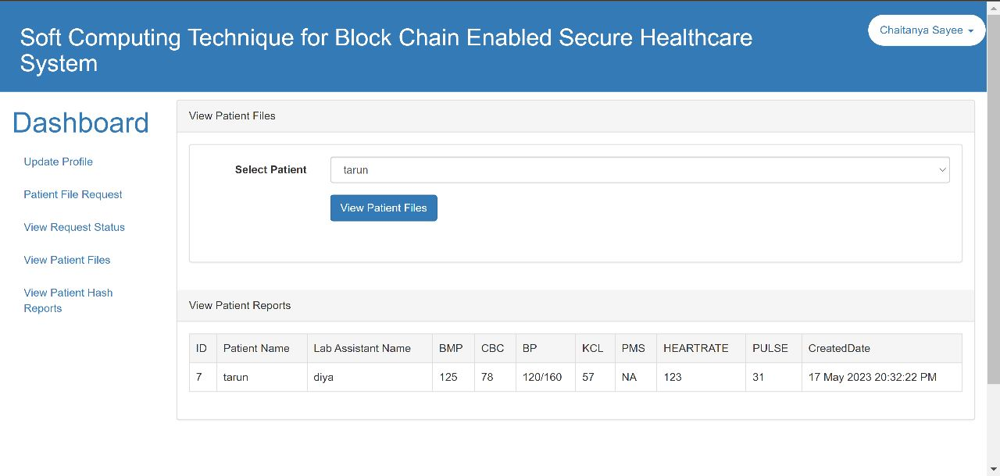 Soft Computing Technique for Block Chain Enabled Secure Healthcare
System
Chaitanya Sayee
Dashboard
Update Profile
Patient File Request
View Request Status
View Patient Files
View Patient Hash
Reports
View Patient Files
Select Patient
tarun
View Patient Files
View Patient Reports
ID Patient Name Lab Assistant Name BMP CBC BP KCL PMS HEARTRATE PULSE CreatedDate
7 tarun diya 125 78 120/160 57 NA 123 31 17 May 2023 20:32:22 PM